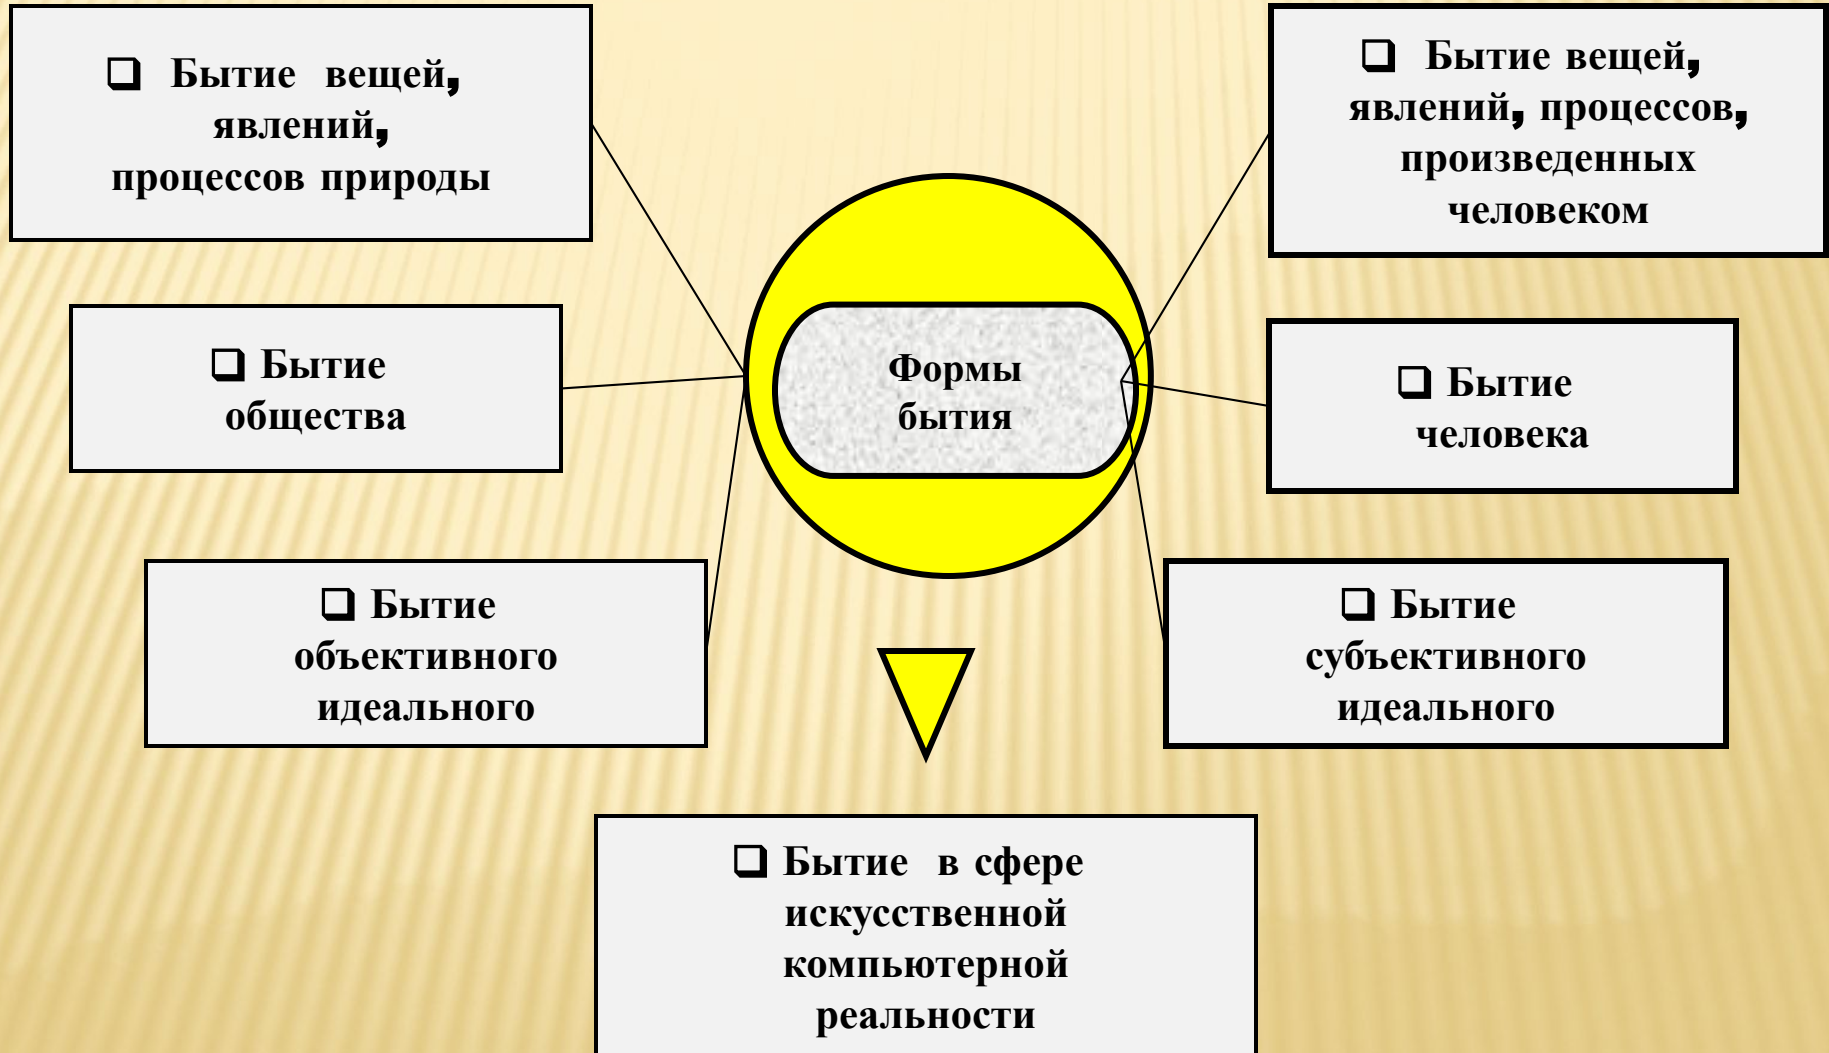 ❑ Бытие вещей,
явлений,
процессов природы
❑ Бытие вещей,
явлений, процессов,
произведенных
человеком
❑ Бытие
общества
Формы
бытия
❑ Бытие
человека
❑ Бытие
объективного
идеального
❑ Бытие
субъективного
идеального
❑ Бытие в сфере
искусственной
компьютерной
реальности